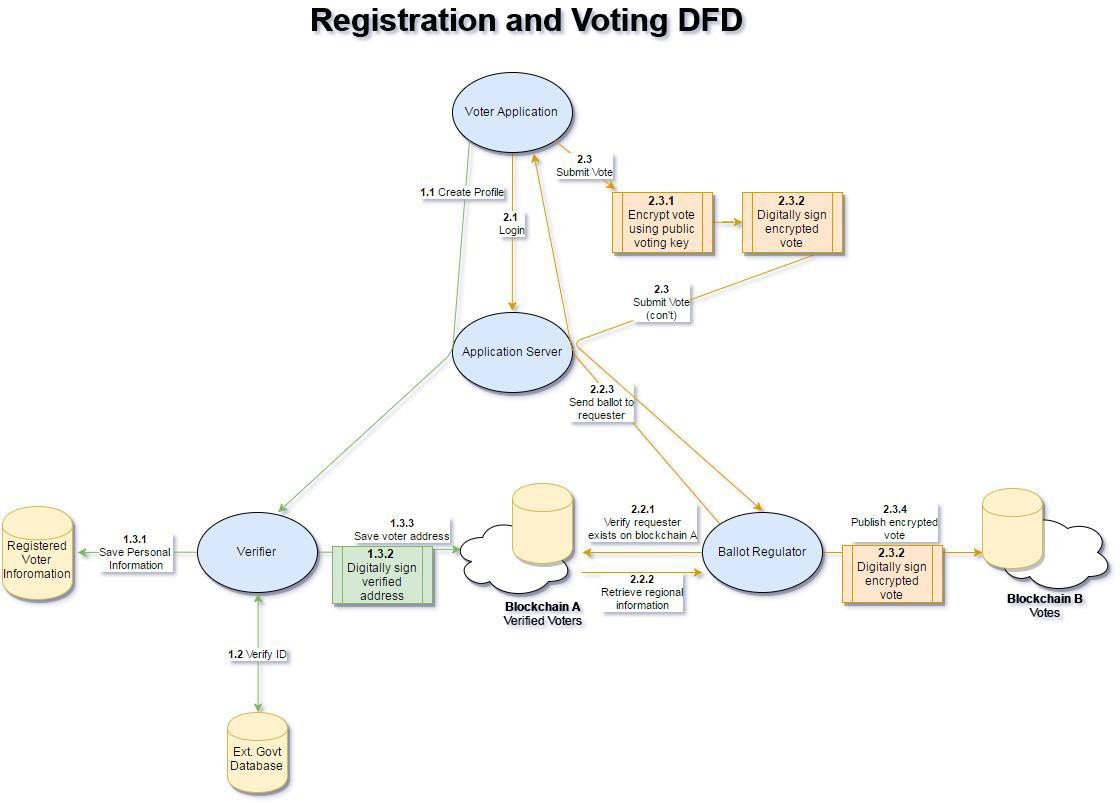 Registration and Voting DFD
Voter Application
2.3
Submit Vote
1.1 Create Profile
2.1
Login
2.3.1
Encrypt vote
using public
voting key
2.3.2
Digitally sign
encrypted
vote
2.3
Submit Vote
(con't)
Application Server
2.2.3
Send ballot to
requester
Registered
Voter
Inforomation
1.3.1
Save Personal
Information
Verifier
1.3.3
Save voter address
1.3.2
Digitally sign
verified
address
Blockchain A
Verified Voters
2.2.1
Verify requester
exists on blockchain A
2.2.2
Retrieve regional
information
Ballot Regulator
2.3.4
Publish encrypted
vote
2.3.2
Digitally sign
encrypted
vote
Blockchain B
Votes
1.2 Verify ID
Ext. Govt
Database